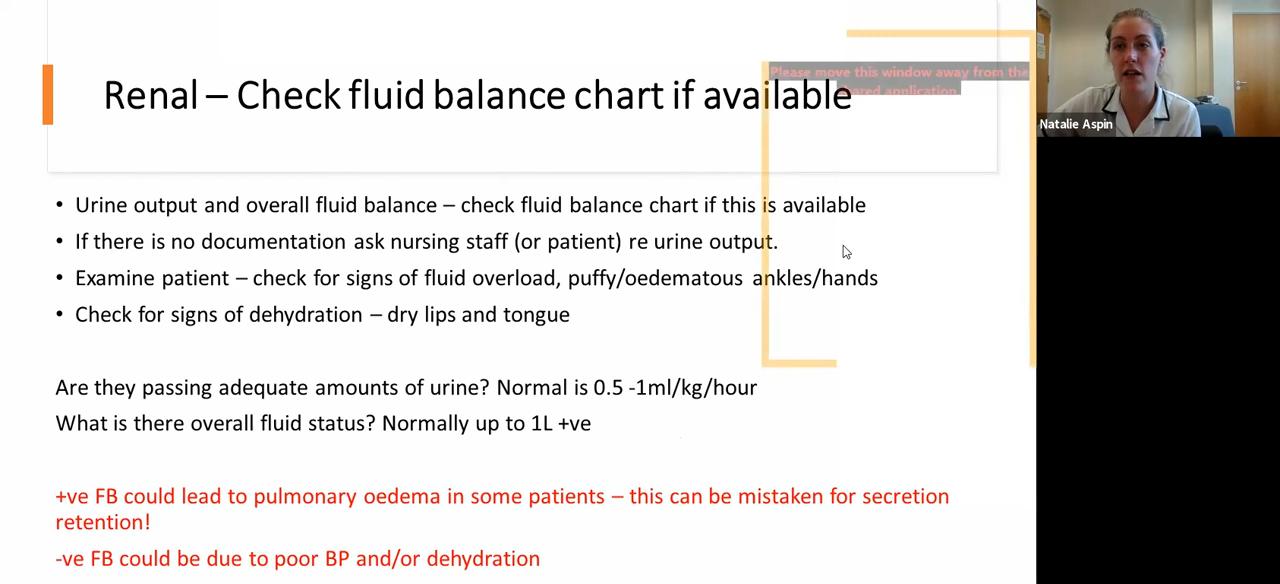 Please move this window away from the
shared application.
Renal – Check fluid balance chart if available
Natalie Aspin
• Urine output and overall fluid balance – check fluid balance chart if this is available
• If there is no documentation ask nursing staff (or patient) re urine output.
• Examine patient – check for signs of fluid overload, puffy/oedematous ankles/hands
• Check for signs of dehydration – dry lips and tongue
Are they passing adequate amounts of urine? Normal is 0.5 -1ml/kg/hour
What is there overall fluid status? Normally up to 1L +ve
+ve FB could lead to pulmonary oedema in some patients – this can be mistaken for secretion
retention!
-ve FB could be due to poor BP and/or dehydration